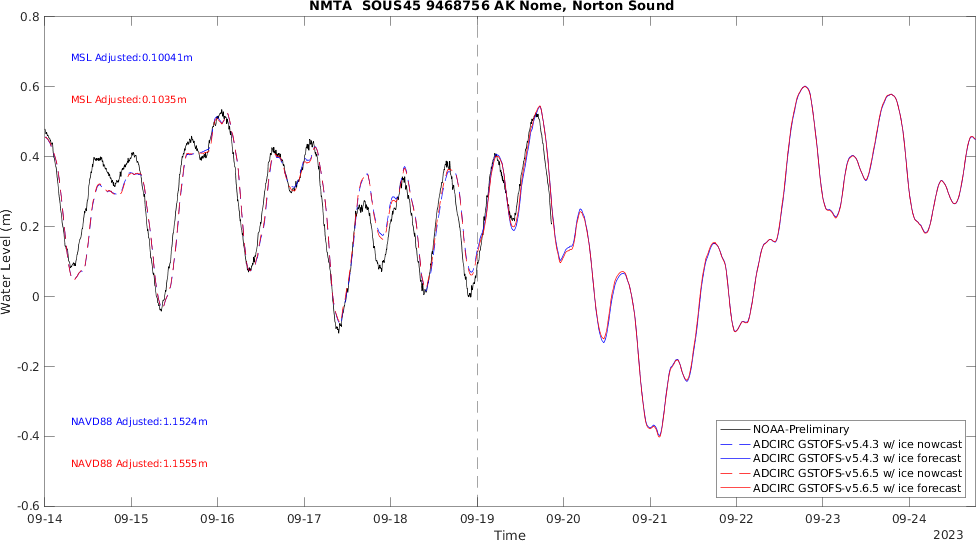 NMTA  SOUS45 9468756 AK Nome, Norton Sound
0.8
0.6
0.4
0.2
0
-0.2
-0.4
-0.6
Water Level (m)
MSL Adjusted:0.10041m
MSL Adjusted:0.1035m
NAVD88 Adjusted:1.1524m
NAVD88 Adjusted:1.1555m
NOAA-Preliminary
ADCIRC GSTOFS-v5.4.3 w/ ice nowcast
ADCIRC GSTOFS-v5.4.3 w/ ice forecast
ADCIRC GSTOFS-v5.6.5 w/ ice nowcast
ADCIRC GSTOFS-v5.6.5 w/ ice forecast
09-14 09-15 09-16 09-17 09-18 09-19 09-20 09-21 09-22 09-23 09-24
Time
2023